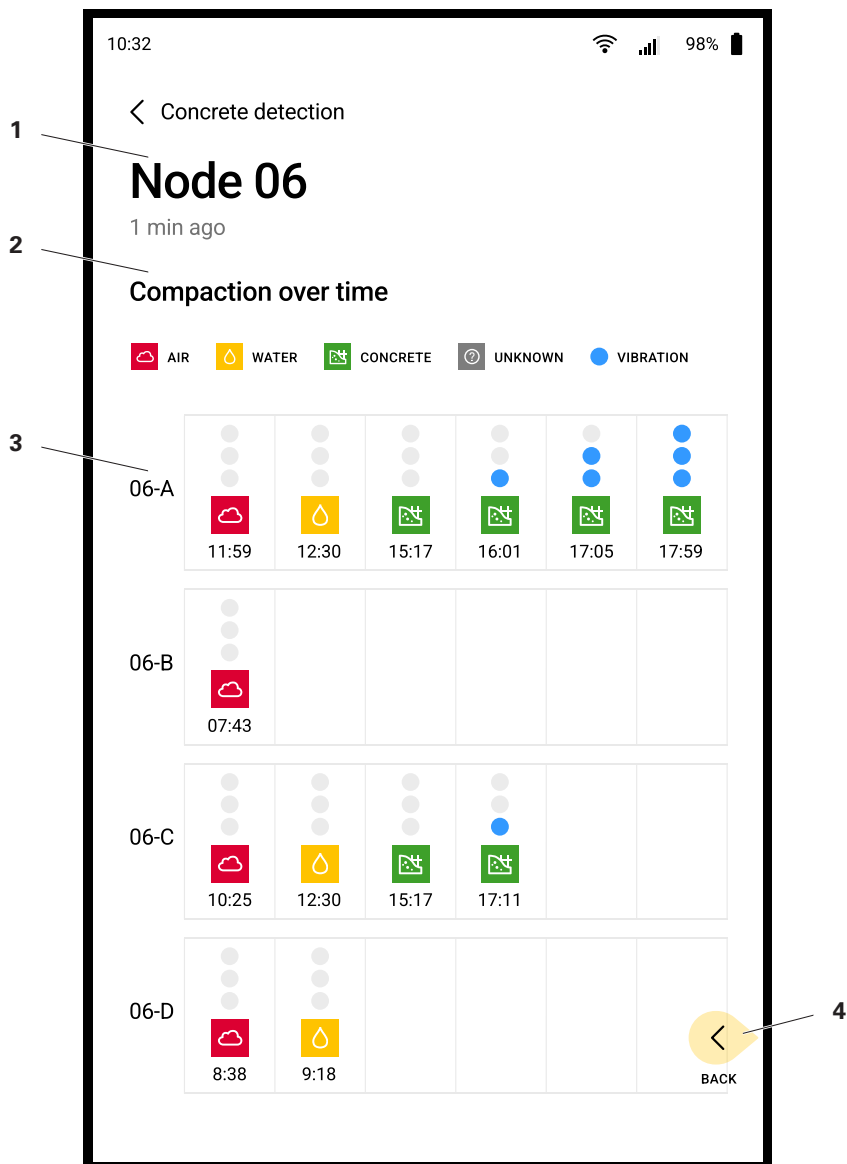 10:32 98%
Concrete detection
1
Node 06
1 min ago
2
Compaction over time
AIR WATER CONCRETE ? UNKNOWN VIBRATION
3
06-A
11:59 12:30 15:17 16:01 17:05 17:59
06-B
07:43
06-C
10:25 12:30 15:17 17:11
06-D
4
8:38 9:18
BACK